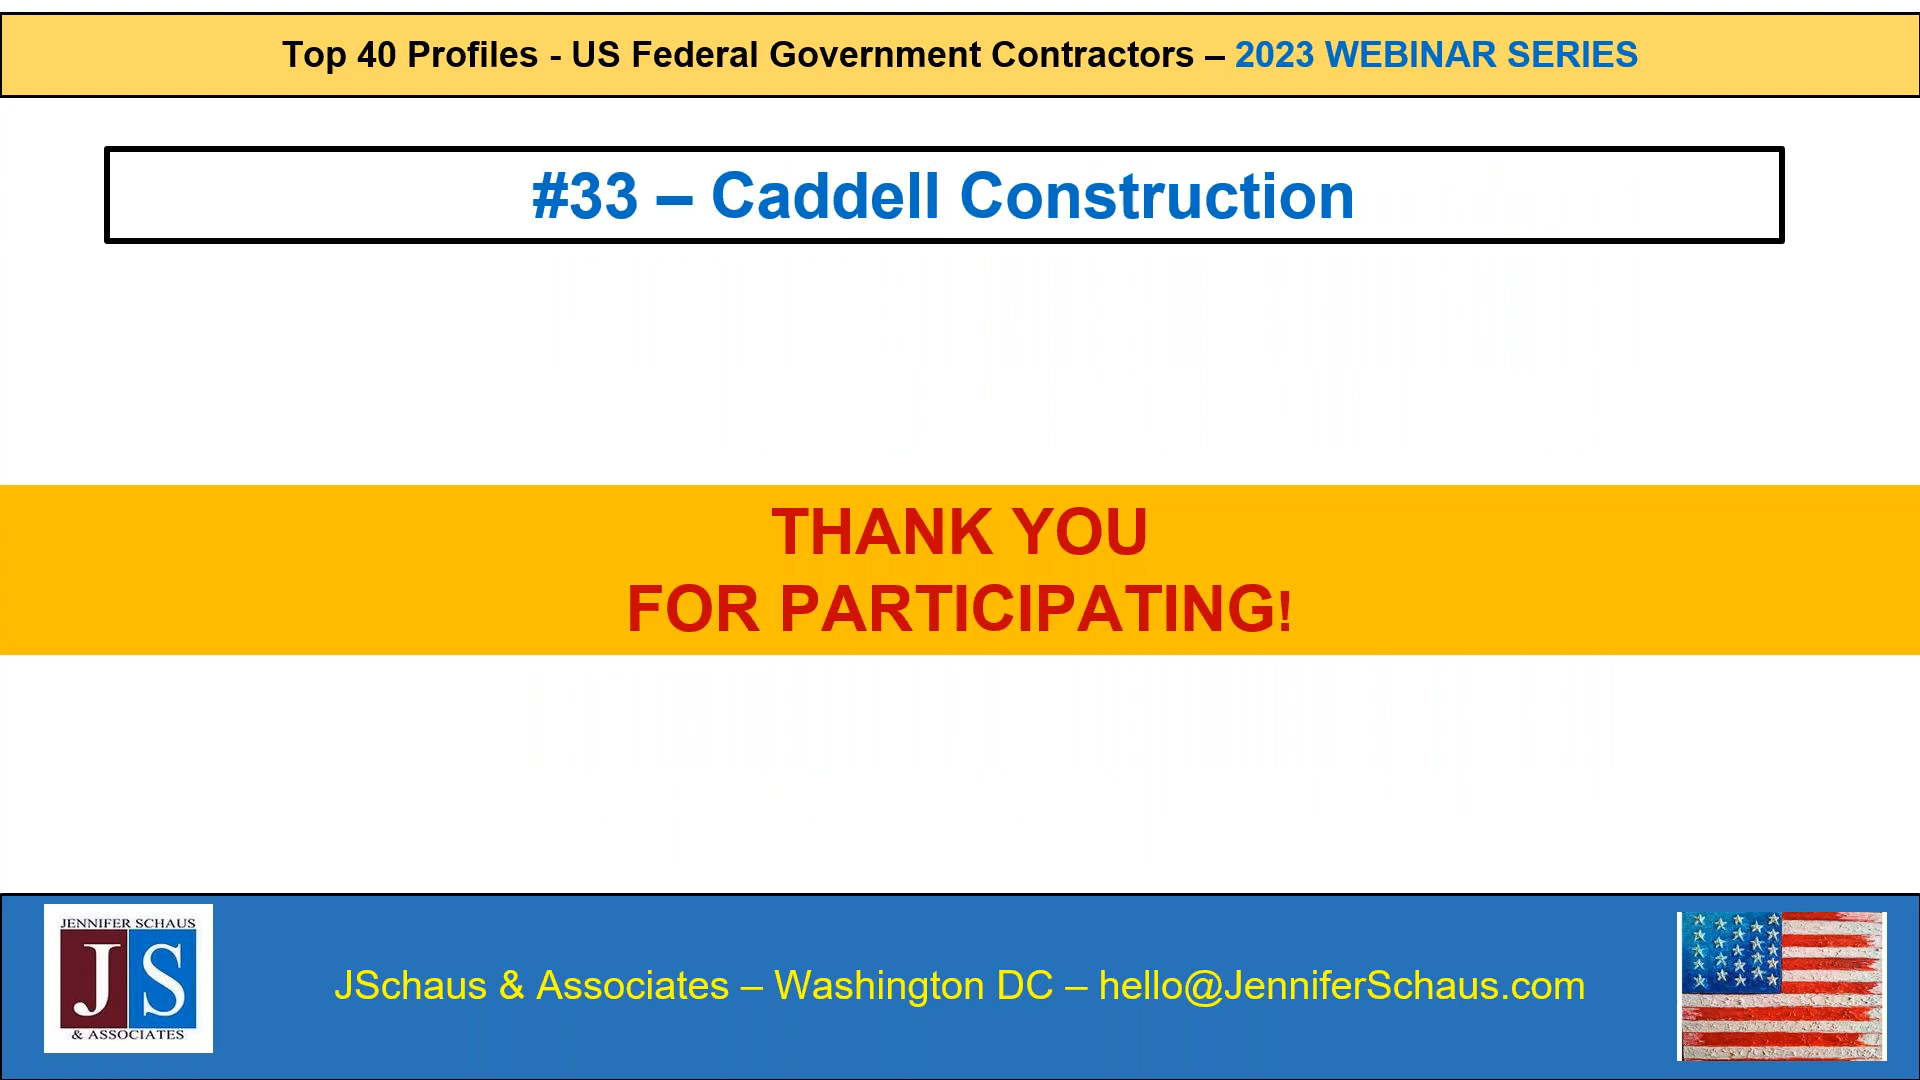 Top 40 Profiles - US Federal Government Contractors – 2023 WEBINAR SERIES
#33 – Caddell Construction
THANK YOU
FOR PARTICIPATING!
JENNIFER SCHAUS
JS
& ASSOCIATES
JSchaus & Associates – Washington DC – hello@JenniferSchaus.com